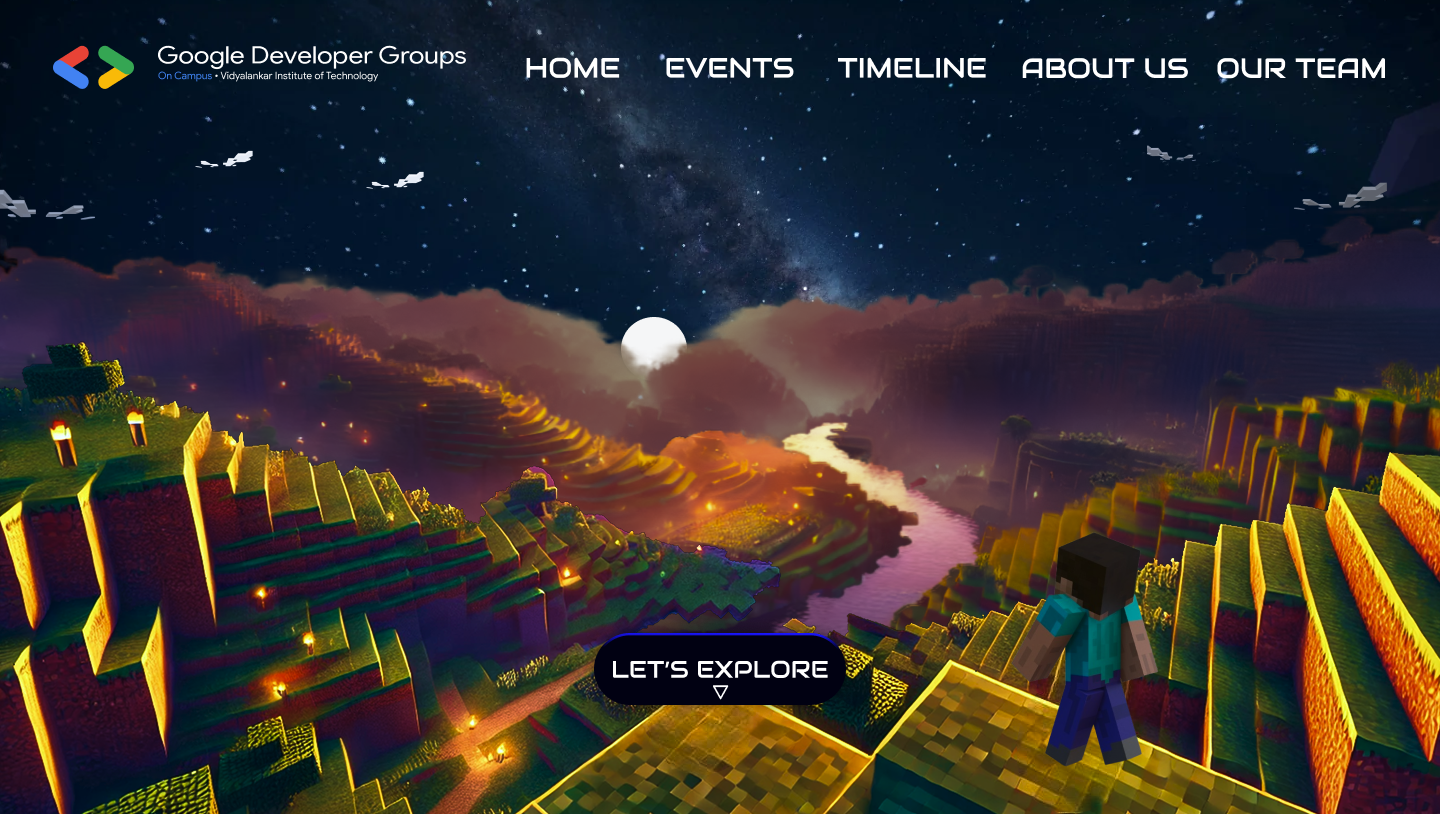 Google Developer Groups
On Campus • Vidyalankar Institute of Technology
HOME EVENTS TIMELINE ABOUT US OUR TEAM
LET'S EXPLORE